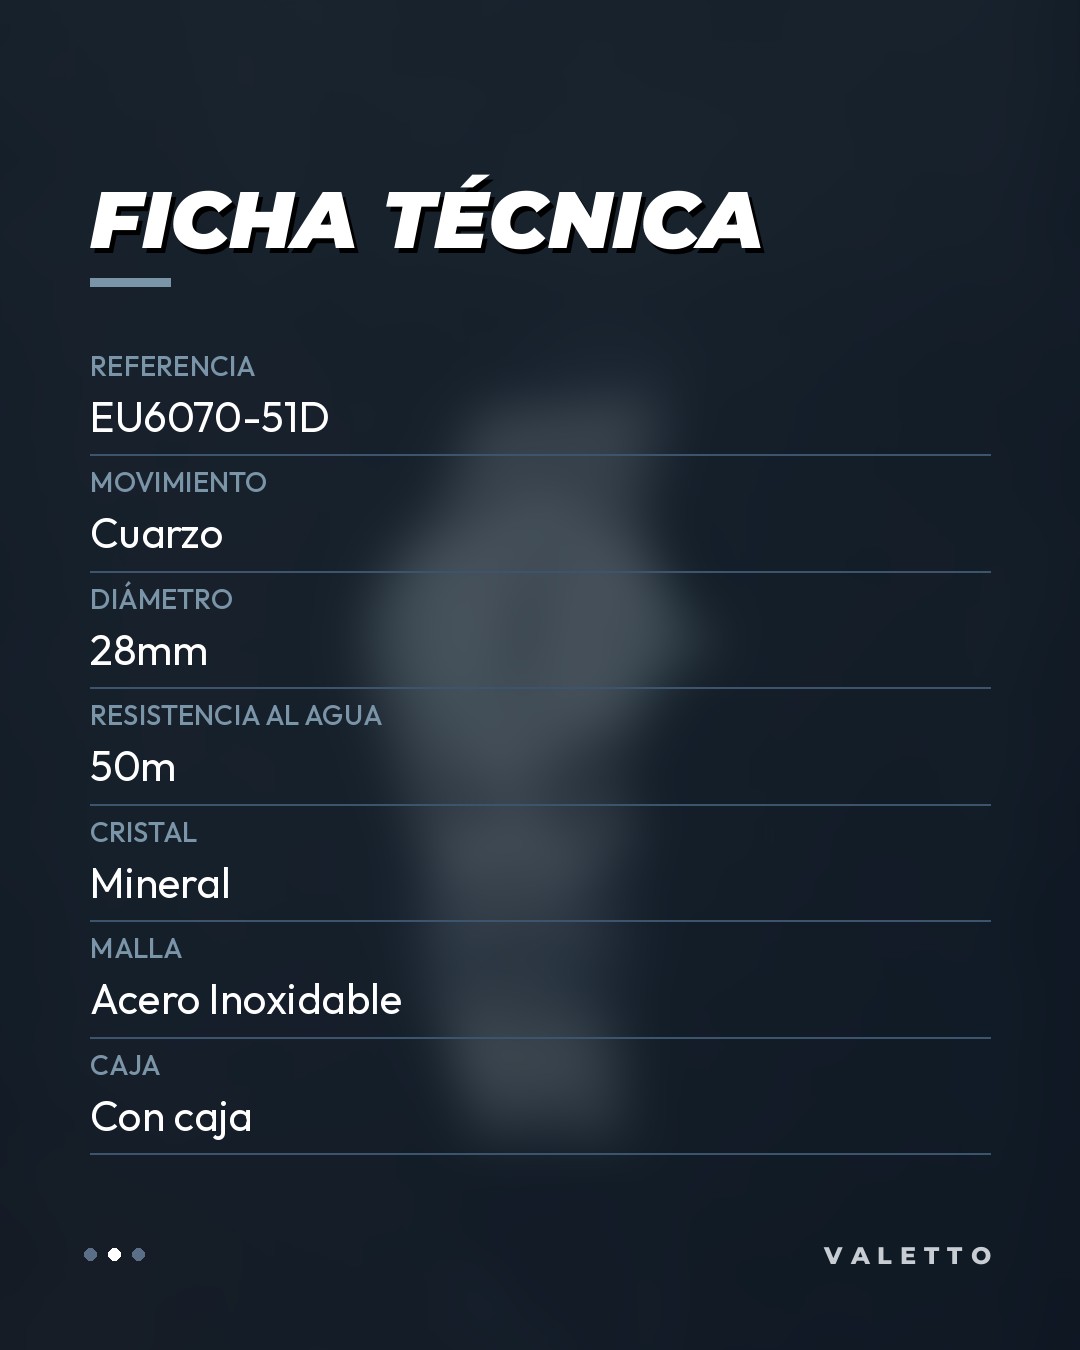 FICHA TÉCNICA
REFERENCIA
EU6070-51D
MOVIMIENTO
Cuarzo
DIÁMETRO
28mm
RESISTENCIA AL AGUA
50m
CRISTAL
Mineral
MALLA
Acero Inoxidable
CAJA
Con caja
VALETTO